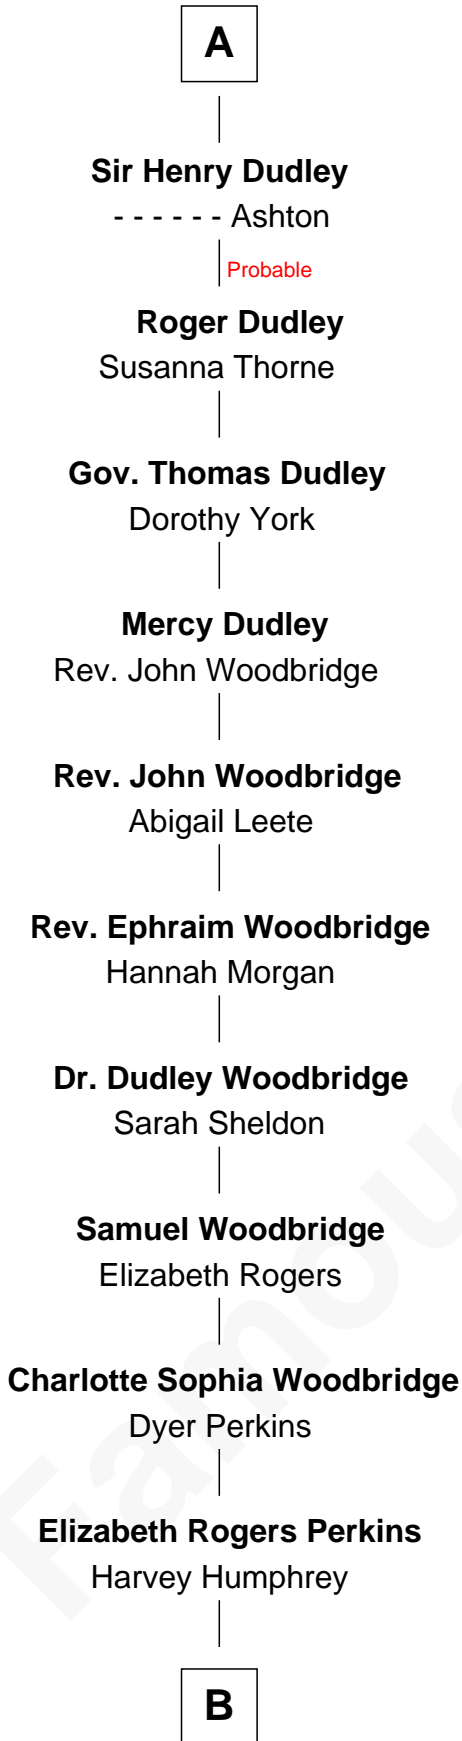 A
Sir Henry Dudley
- - - - - - Ashton
Probable
Roger Dudley
Susanna Thorne
Gov. Thomas Dudley
Dorothy York
Mercy Dudley
Rev. John Woodbridge
Rev. John Woodbridge
Abigail Leete
Rev. Ephraim Woodbridge
Hannah Morgan
Dr. Dudley Woodbridge
Sarah Sheldon
Samuel Woodbridge
Elizabeth Rogers
Charlotte Sophia Woodbridge
Dyer Perkins
Elizabeth Rogers Perkins
Harvey Humphrey
B
Famous